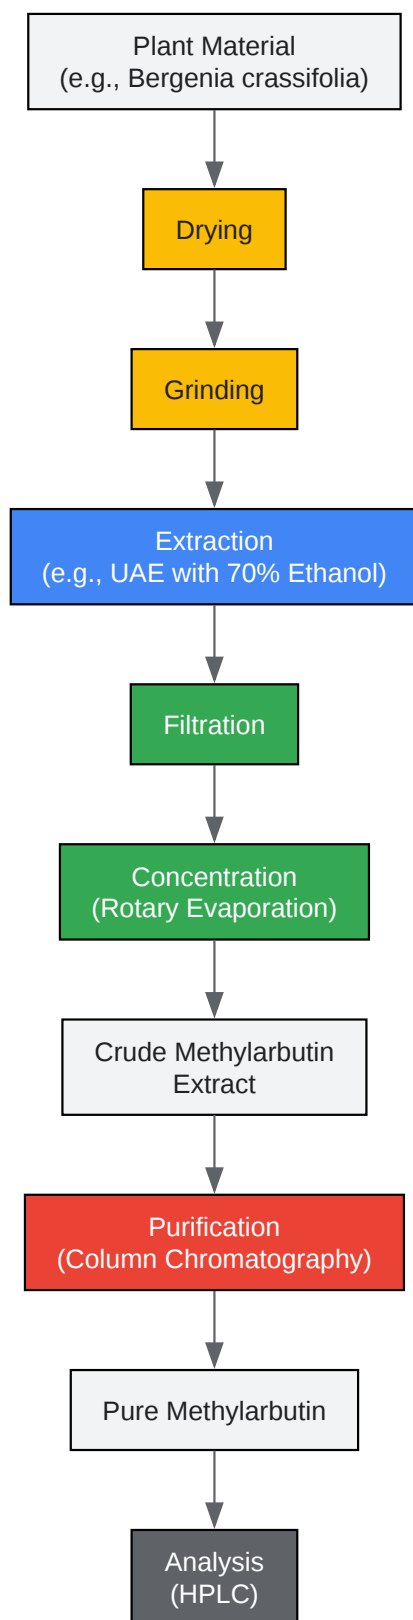 Plant Material
(e.g., Bergenia crassifolia)
Drying
Grinding
Extraction
(e.g., UAE with 70% Ethanol)
Filtration
Concentration
(Rotary Evaporation)
Crude Methylarbutin
Extract
Purification
(Column Chromatography)
Pure Methylarbutin
Analysis
(HPLC)